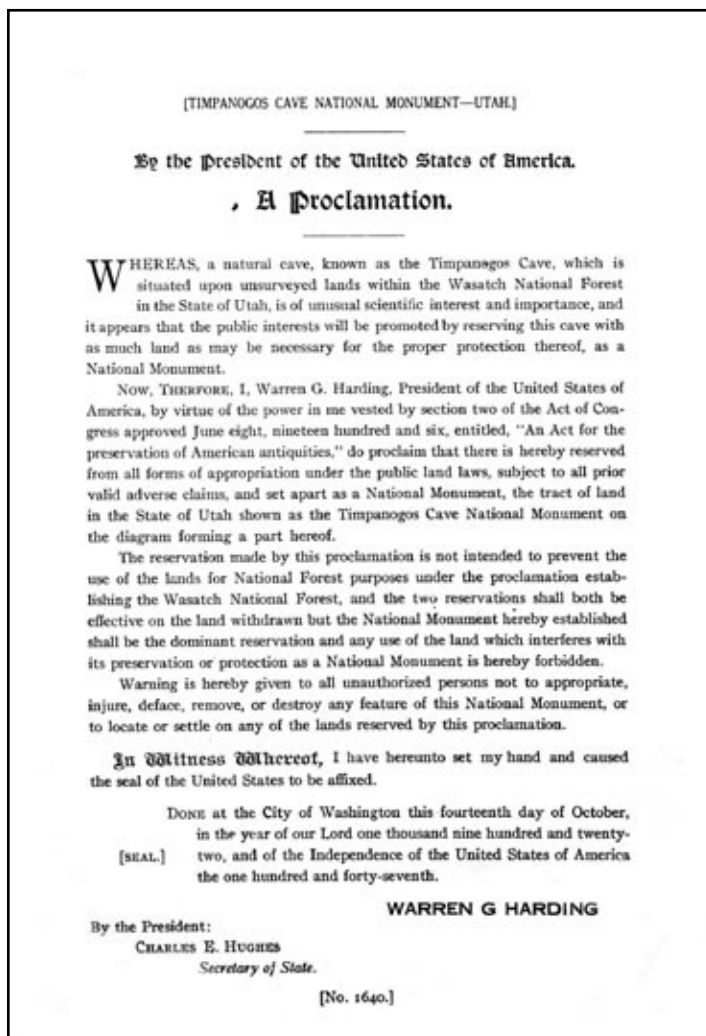 [TIMPANOGOS CAVE NATIONAL MONUMENT—UTAH.]
By the President of the United States of America.
A Proclamation.
WHEREAS, a natural cave, known as the Timpanogos Cave, which is
situated upon unsurveyed lands within the Wasatch National Forest
in the State of Utah, is of unusual scientific interest and importance, and
it appears that the public interests will be promoted by reserving this cave with
as much land as may be necessary for the proper protection thereof, as a
National Monument.
NOW, THERFORE, I, Warren G. Harding, President of the United States of
America, by virtue of the power in me vested by section two of the Act of Con-
gress approved June eight, nineteen hundred and six, entitled, "An Act for the
preservation of American antiquities," do proclaim that there is hereby reserved
from all forms of appropriation under the public land laws, subject to all prior
valid adverse claims, and set apart as a National Monument, the tract of land
in the State of Utah shown as the Timpanogos Cave National Monument on
the diagram forming a part hereof.
The reservation made by this proclamation is not intended to prevent the
use of the lands for National Forest purposes under the proclamation estab-
lishing the Wasatch National Forest, and the two reservations shall both be
effective on the land withdrawn but the National Monument hereby established
shall be the dominant reservation and any use of the land which interferes with
its preservation or protection as a National Monument is hereby forbidden.
Warning is hereby given to all unauthorized persons not to appropriate,
injure, deface, remove, or destroy any feature of this National Monument, or
to locate or settle on any of the lands reserved by this proclamation.
In Witness Whereof, I have hereunto set my hand and caused
the seal of the United States to be affixed.
DONE at the City of Washington this fourteenth day of October,
in the year of our Lord one thousand nine hundred and twenty-
[SEAL.] two, and of the Independence of the United States of America
the one hundred and forty-seventh.
WARREN G HARDING
By the President:
CHARLES E. HUGHES
Secretary of State.
[No. 1640.]